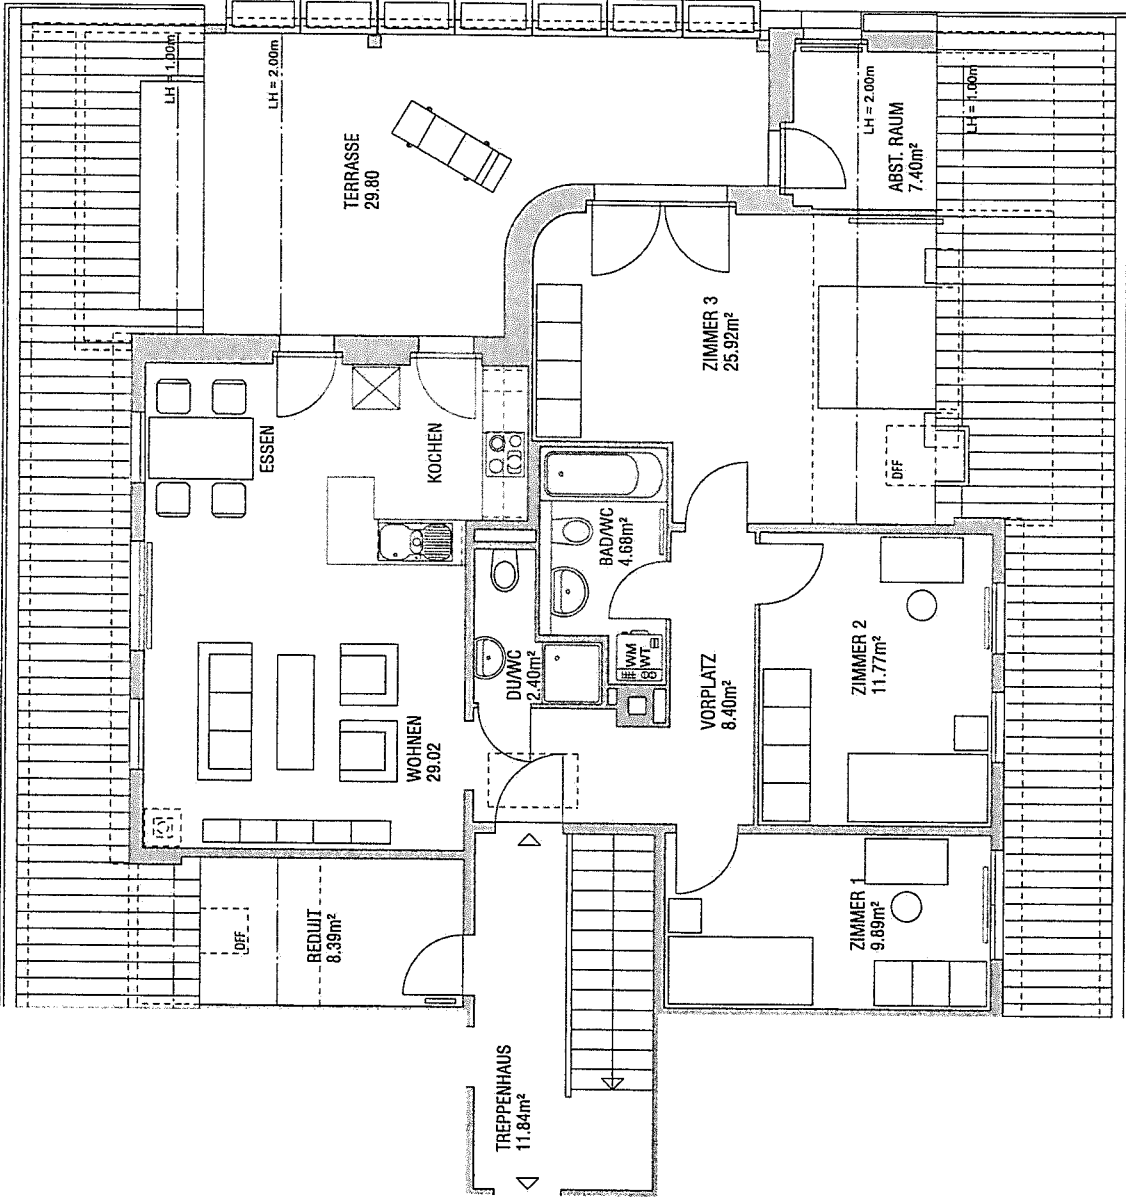 LH = 1.00m
LH = 2.00m
TERRASSE
29.80
LH = 2.00m
LH = 1.00m
ABST. RAUM
7.40m²
ESSEN
KOCHEN
ZIMMER 3
25.92m²
DFF
BAD/WC
4.68m²
WM
WT
DU/WC
2.40m²
WOHNEN
29.02
VORPLATZ
8.40m²
ZIMMER 2
11.77m²
REDUIT
8.39m²
DFF
ZIMMER 1
9.89m²
TREPPENHAUS
11.84m²